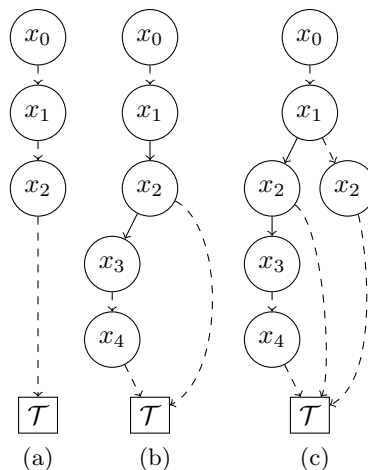 x₀ x₀ x₀
x₁ x₁ x₁
x₂ x₂ x₂ x₂
x₃ x₃
x₄ x₄
𝒯 𝒯 𝒯
(a) (b) (c)